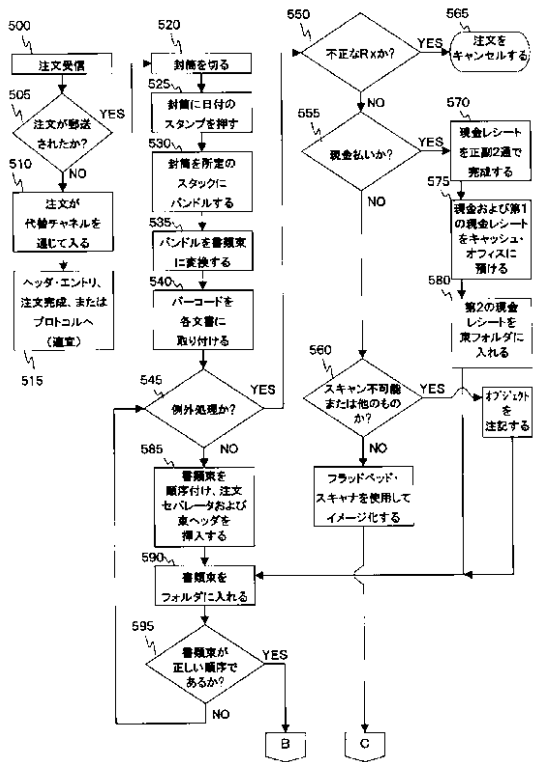 500
注文受信
505
注文が郵送
されたか?
YES
NO
510
注文が
代替チャネルを
通じて入る
ヘッダ・エントリ、
注文完成、または
プロトコルへ
(適宜)
515
520
封筒を切る
525
封筒に日付の
スタンプを押す
530
封筒を所定の
スタックに
バンドルする
535
バンドルを書類束
に変換する
540
バーコードを
各文書に
取り付ける
545
例外処理か?
YES
NO
585
書類束を
順序付け、注文
セパレータおよび
束ヘッダを
挿入する
590
書類束を
フォルダに入れる
595
書類束が
正しい順序で
あるか?
YES
NO
B
550
不正なRxか?
YES
NO
565
注文を
キャンセルする
555
現金払いか?
YES
NO
570
現金レシート
を正副2通で
完成する
575
現金および第1
の現金レシート
をキャッシュ・
オフィスに
預ける
580
第2の現金
レシートを
束フォルダに
入れる
560
スキャン不可能
または他のもの
か?
YES
NO
オブジェクト
を
注記する
フラッドベッド・
スキャナを使用して
イメージ化する
C